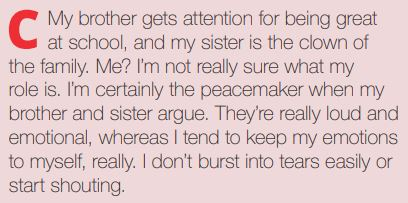 C My brother gets attention for being great
at school, and my sister is the clown of
the family. Me? I'm not really sure what my
role is. I'm certainly the peacemaker when my
brother and sister argue. They're really loud and
emotional, whereas I tend to keep my emotions
to myself, really. I don't burst into tears easily or
start shouting.